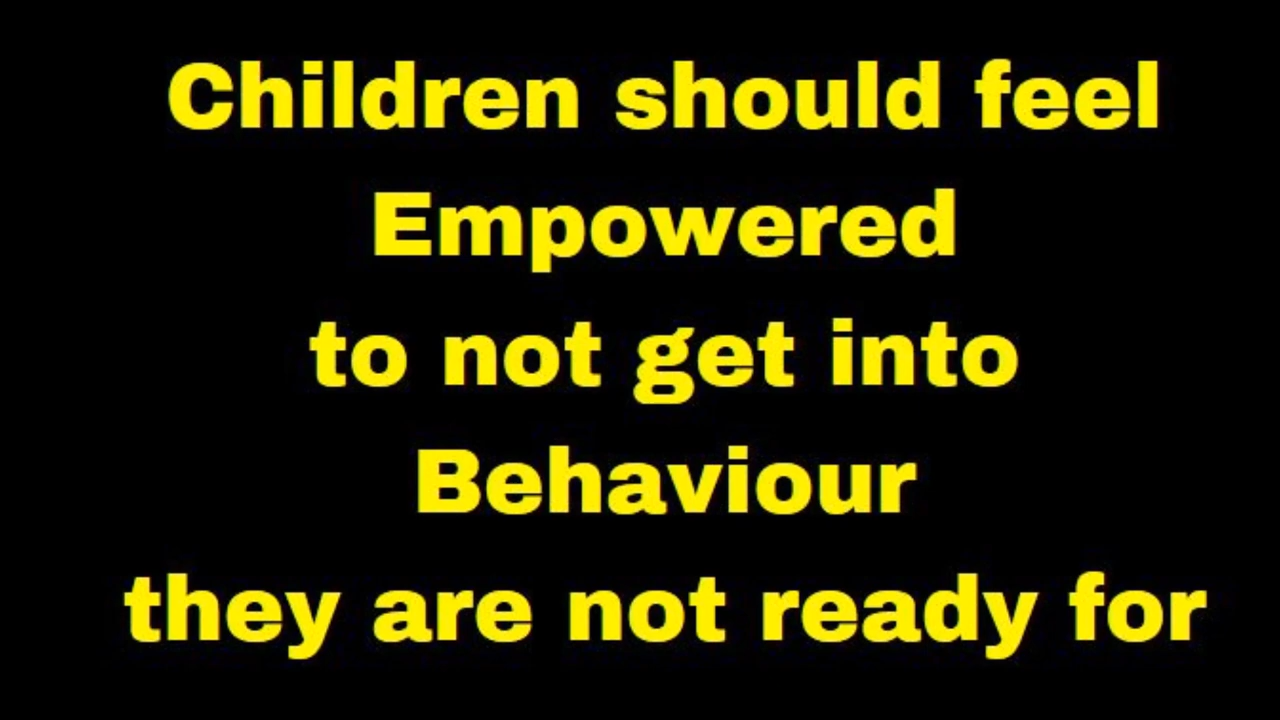 Children should feel
Empowered
to not get into
Behaviour
they are not ready for